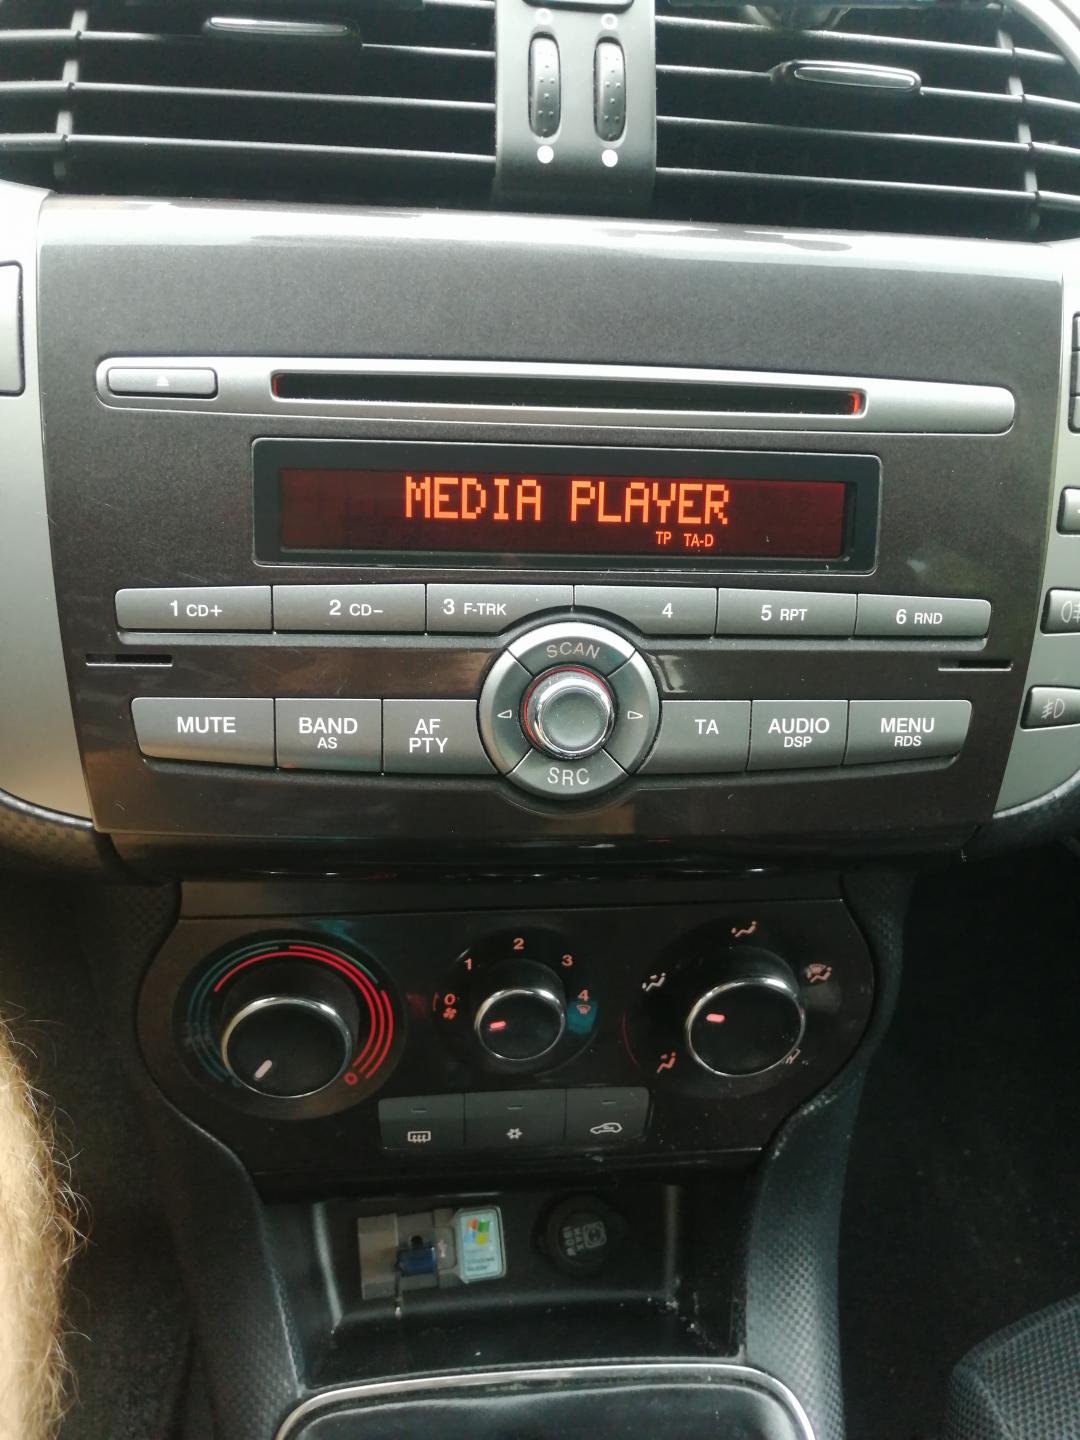 MEDIA PLAYER
TP TA-D
1 CD+ 2 CD- 3 F-TRK 4 5 RPT 6 RND
SCAN
MUTE BAND AF TA AUDIO MENU
AS PTY DSP RDS
SRC
2
1 3
0 4
Windows